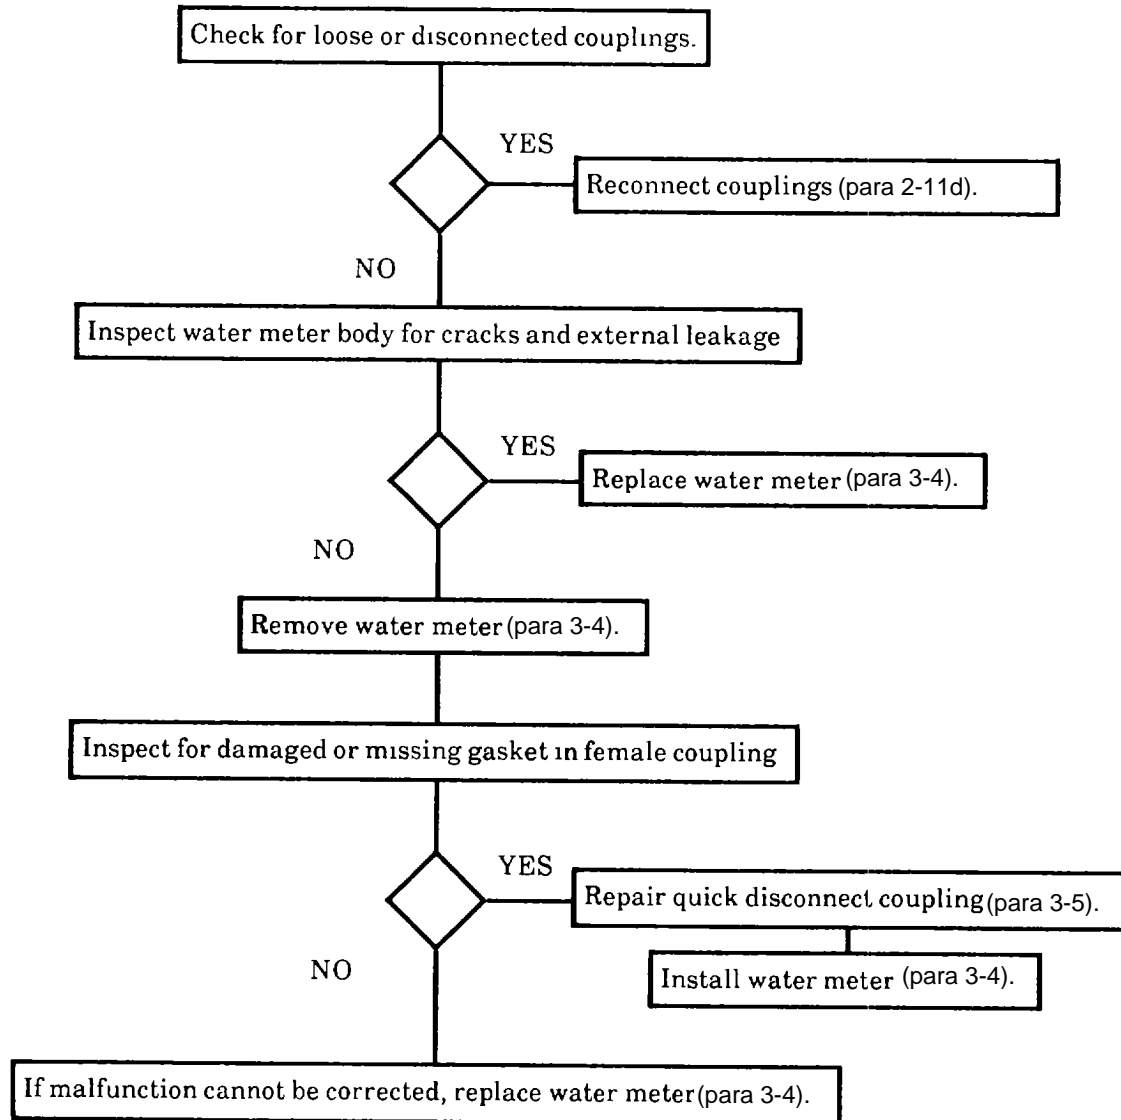 Check for loose or disconnected couplings.
YES
Reconnect couplings (para 2-11d).
NO
Inspect water meter body for cracks and external leakage
YES
Replace water meter (para 3-4).
NO
Remove water meter (para 3-4).
Inspect for damaged or missing gasket in female coupling
YES
Repair quick disconnect coupling (para 3-5).
NO
Install water meter (para 3-4).
If malfunction cannot be corrected, replace water meter (para 3-4).